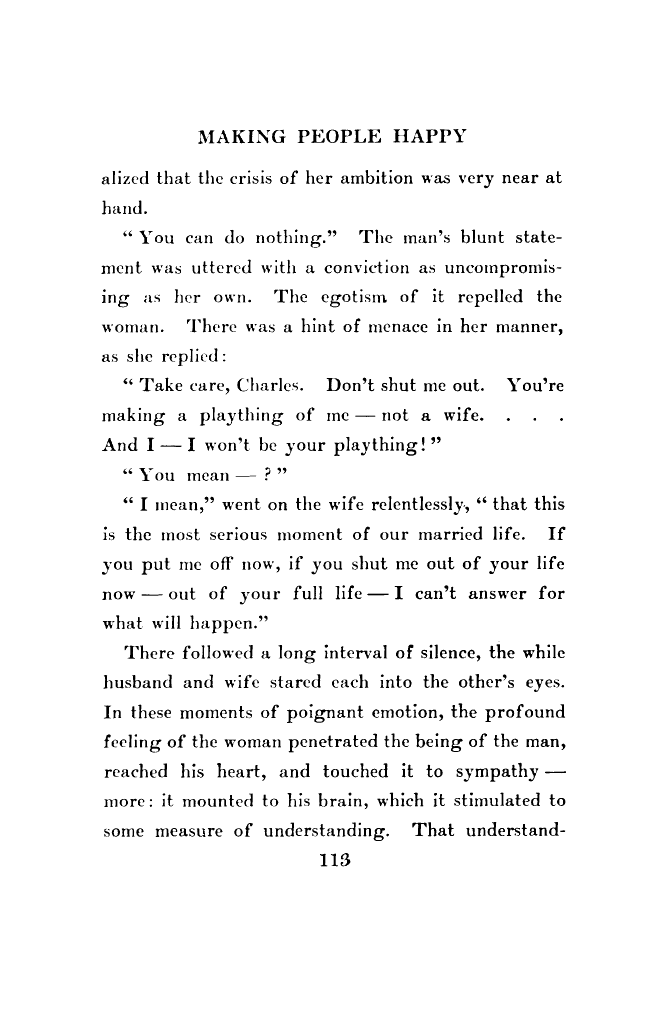 MAKING PEOPLE HAPPY
alized that the crisis of her ambition was very near at
hand.
“ You can do nothing.” The man’s blunt state-
ment was uttered with a conviction as uncompromis-
ing as her own. The egotism of it repelled the
woman. There was a hint of menace in her manner,
as she replied:
“ Take care, Charles. Don’t shut me out. You’re
making a plaything of me — not a wife. . . .
And I — I won’t be your plaything! ”
“ You mean — ? ”
“ I mean,” went on the wife relentlessly, “ that this
is the most serious moment of our married life. If
you put me off now, if you shut me out of your life
now — out of your full life — I can’t answer for
what will happen.”
There followed a long interval of silence, the while
husband and wife stared each into the other’s eyes.
In these moments of poignant emotion, the profound
feeling of the woman penetrated the being of the man,
reached his heart, and touched it to sympathy —
more: it mounted to his brain, which it stimulated to
some measure of understanding. That understand-
113